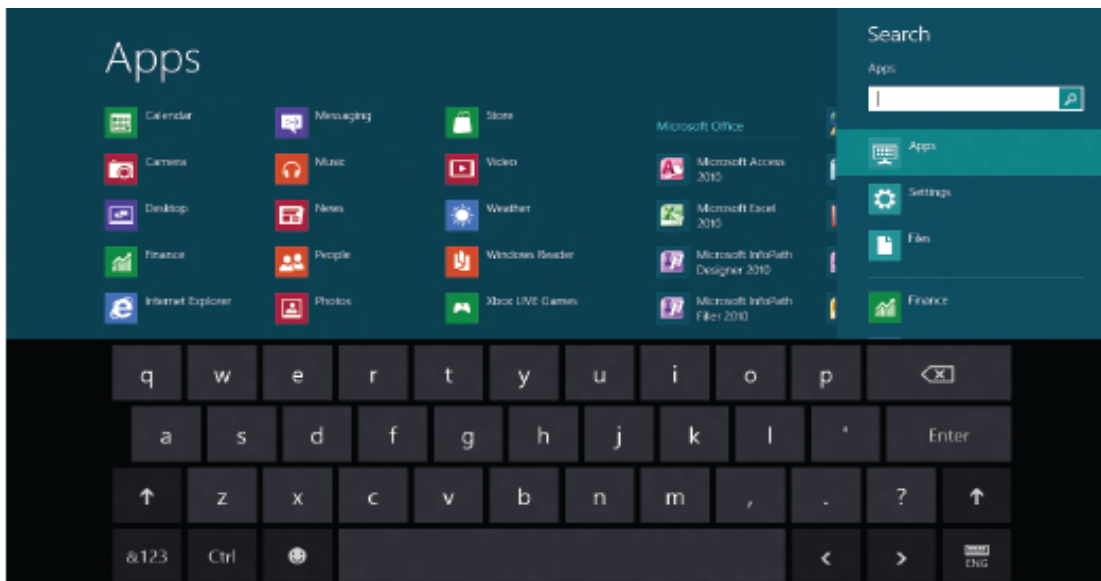 Apps
Calendar
Camera
Desktop
Finance
Internet Explorer
Messaging
Music
News
People
Photos
Store
Video
Weather
Windows Reader
Xbox LIVE Games
Microsoft Office
Microsoft Access
2010
Microsoft Excel
2010
Microsoft InfoPath
Designer 2010
Microsoft InfoPath
Filler 2010
Search
Apps
Apps
Settings
Files
Finance
q w e r t y u i o p
a s d f g h j k l ' Enter
z x c v b n m , . ?
&123 Ctrl < > ENG